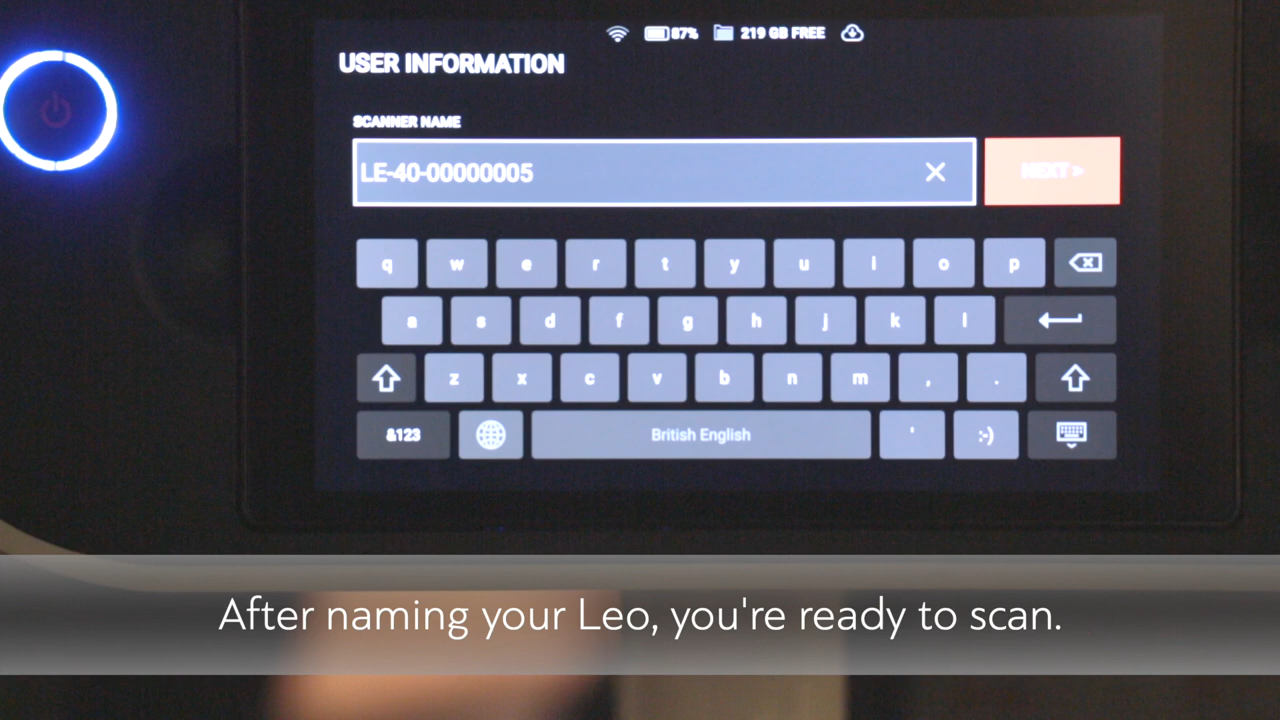 87% 219 GB FREE
USER INFORMATION
SCANNER NAME
LE-40-00000005
NEXT >
q w e r t y u i o p
a s d f g h j k l
z x c v b n m , .
&123 British English ' :-)
After naming your Leo, you're ready to scan.